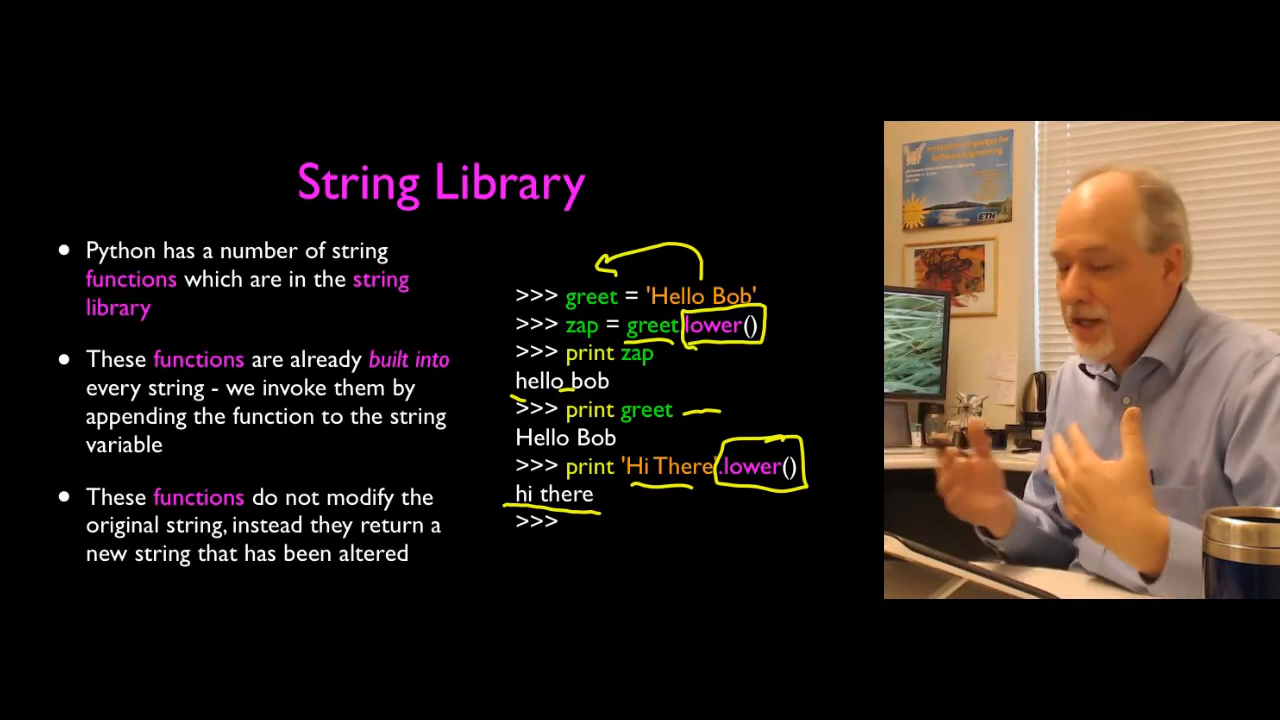 String Library
Python has a number of string
functions which are in the string
library
These functions are already built into
every string - we invoke them by
appending the function to the string
variable
These functions do not modify the
original string, instead they return a
new string that has been altered
>>> greet = 'Hello Bob'
>>> zap = greet.lower()
>>> print zap
hello bob
>>> print greet
Hello Bob
>>> print 'Hi There'.lower()
hi there
>>>
Software Engineering
ETH